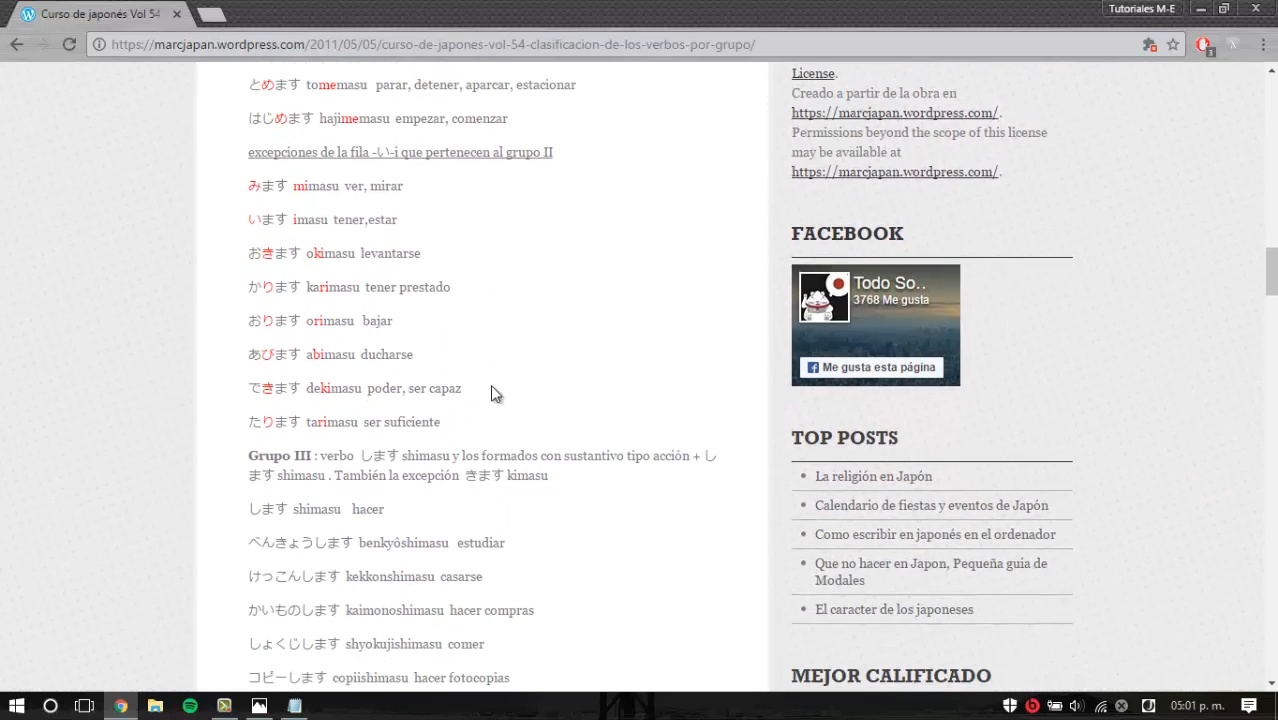 Curso de japonés Vol 54
Tutoriales M-E
https://marcjapan.wordpress.com/2011/05/05/curso-de-japones-vol-54-clasificacion-de-los-verbos-por-grupo/
1
とめます tomemasu parar, detener, aparcar, estacionar
はじめます hajimemasu empezar, comenzar
excepciones de la fila -い-i que pertenecen al grupo II
みます mimasu ver, mirar
います imasu tener,estar
おきます okimasu levantarse
かります karimasu tener prestado
おります orimasu bajar
あびます abimasu ducharse
できます dekimasu poder, ser capaz
たります tarimasu ser suficiente
Grupo III : verbo します shimasu y los formados con sustantivo tipo acción + し
ます shimasu . También la excepción きます kimasu
します shimasu hacer
べんきょうします benkyôshimasu estudiar
けっこんします kekkonshimasu casarse
かいものします kaimonoshimasu hacer compras
しょくじします shyokujishimasu comer
コピーします copiishimasu hacer fotocopias
License.
Creado a partir de la obra en
https://marcjapan.wordpress.com/.
Permissions beyond the scope of this license
may be available at
https://marcjapan.wordpress.com/.
FACEBOOK
Todo So..
3768 Me gusta
Me gusta esta página
TOP POSTS
La religión en Japón
Calendario de fiestas y eventos de Japón
Como escribir en japonés en el ordenador
Que no hacer en Japon, Pequeña guia de
Modales
El caracter de los japoneses
MEJOR CALIFICADO
05:01 p. m.